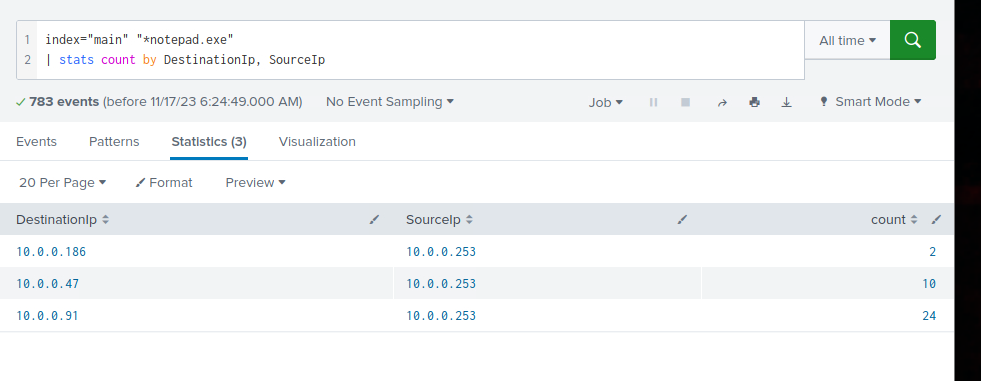 1 index="main" "*notepad.exe"
2 | stats count by DestinationIp, SourceIp
All time
783 events (before 11/17/23 6:24:49.000 AM) No Event Sampling Job Smart Mode
Events Patterns Statistics (3) Visualization
20 Per Page Format Preview
DestinationIp SourceIp count
10.0.0.186 10.0.0.253 2
10.0.0.47 10.0.0.253 10
10.0.0.91 10.0.0.253 24